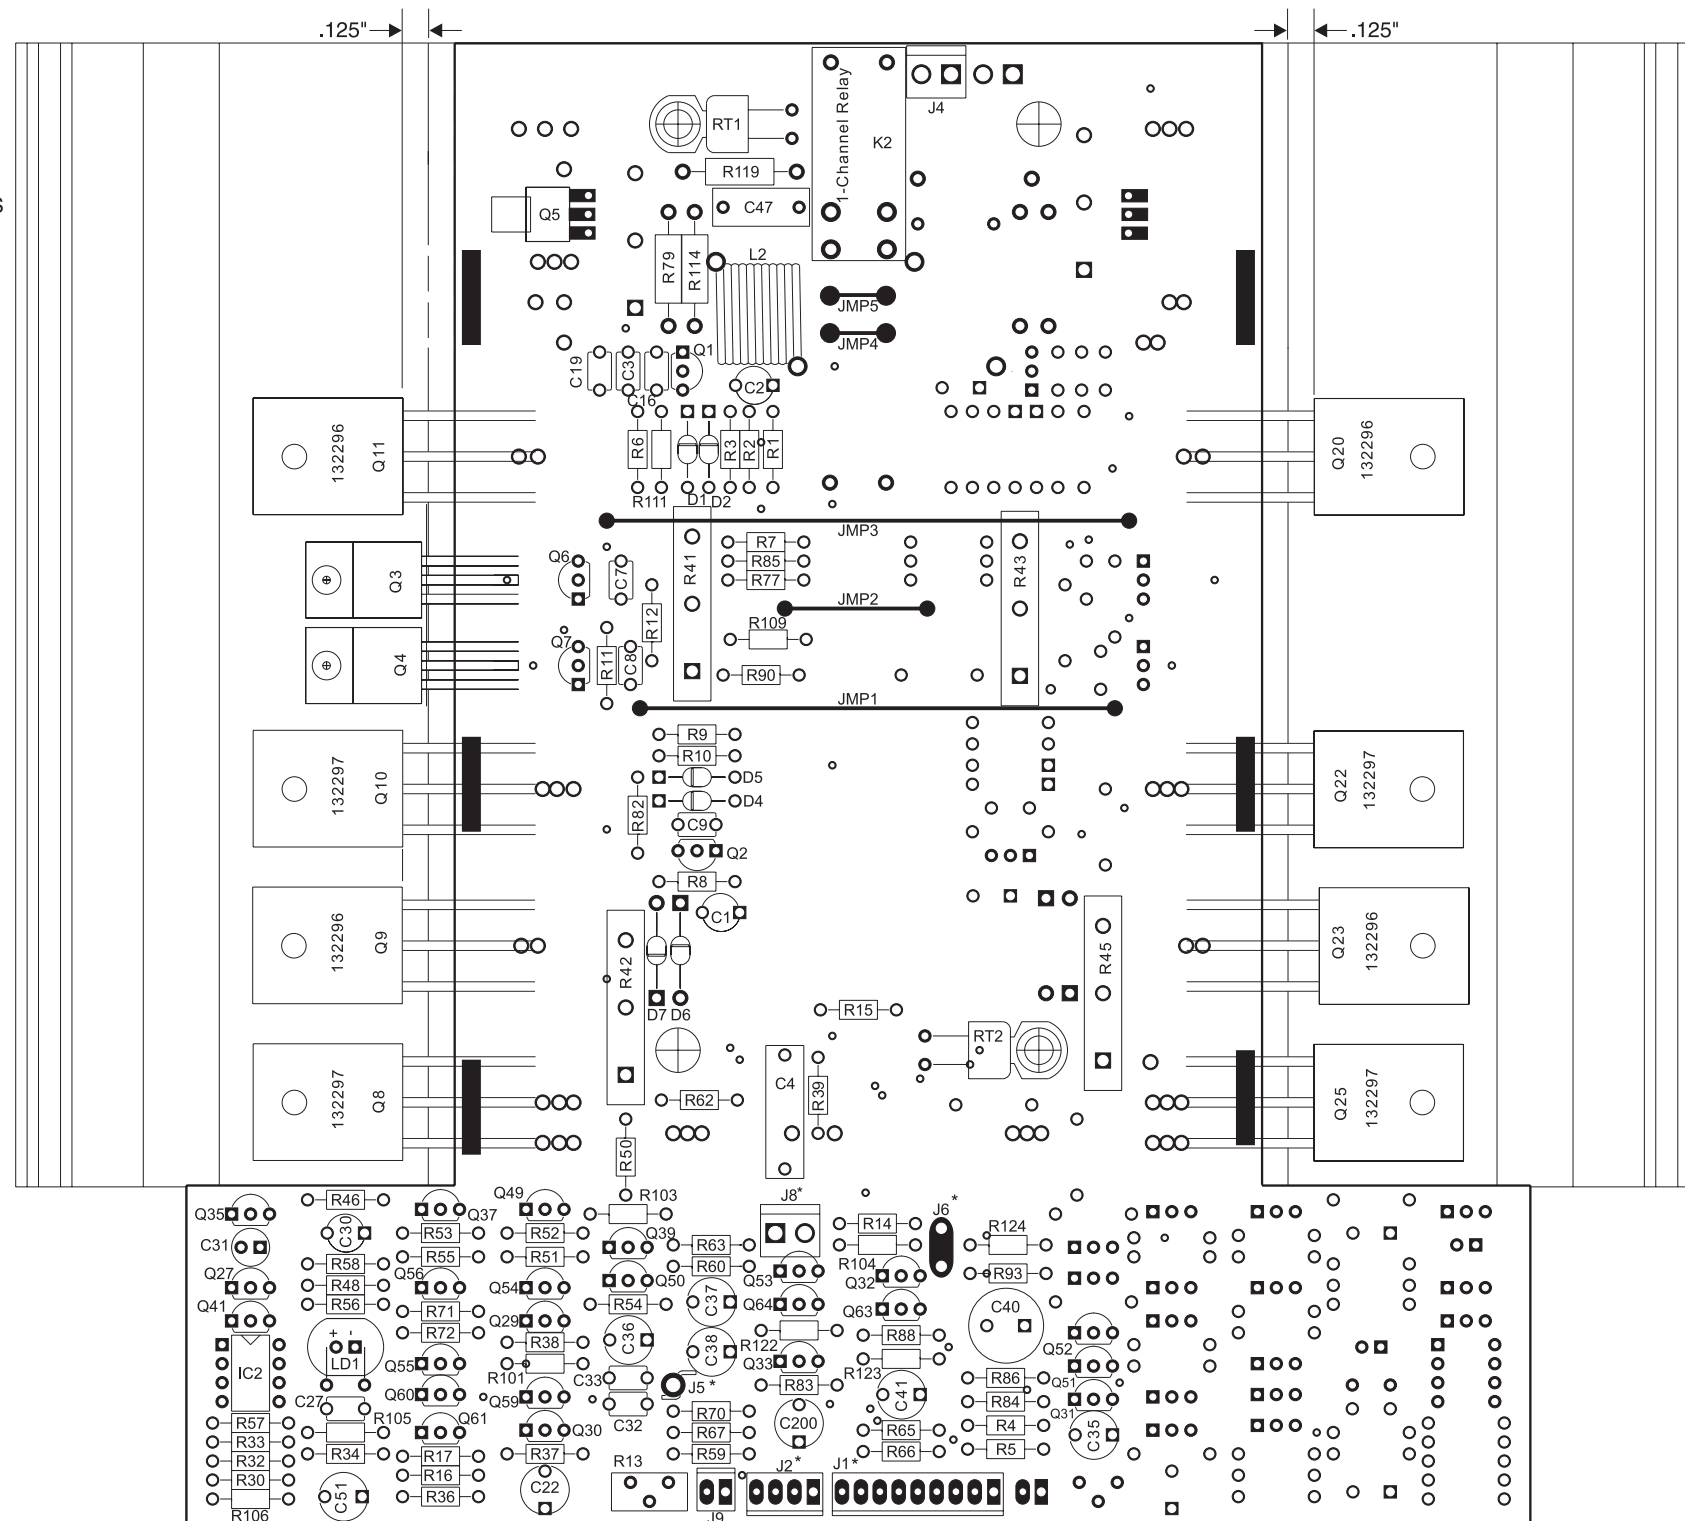 .125" .125"
s
1-Channel Relay
K2
J4
RT1
R119
C47
Q5
R79
R114
L2
JMP5
JMP4
Q1
C19
C3
C16
C2
Q11
132296
Q20
132296
R6
R3
R2
R1
R111
D1
D2
JMP3
Q6
C7
R41
R7
R85
R77
R43
Q3
JMP2
R12
R109
Q7
R11
C8
R90
Q4
JMP1
R9
R10
D5
D4
R82
C9
Q2
R8
C1
Q10
132297
Q22
132297
Q9
132296
Q23
132296
R42
R45
D7
D6
R15
RT2
C4
R39
R62
R50
Q8
132297
Q25
132297
Q35
R46
Q37
Q49
R103
J8*
J6*
R14
R124
C31
C30
R53
R52
Q39
R63
R55
R51
R60
R104
Q27
R58
Q56
Q54
Q50
Q53
Q32
R93
R48
R56
R71
R54
C37
Q64
Q63
C40
Q41
R72
Q29
C36
R88
Q52
IC2
+ -
LD1
Q55
R38
R101
C38
R122
Q33
R123
C27
Q60
Q59
C33
J5*
R83
C41
R86
R84
Q51
C32
R57
R105
Q61
Q30
R70
C200
R4
Q31
R33
R67
R65
R5
C35
R32
R34
R17
R37
R59
R66
R30
R16
R13
J2*
J1*
R106
C51
R36
C22
J9